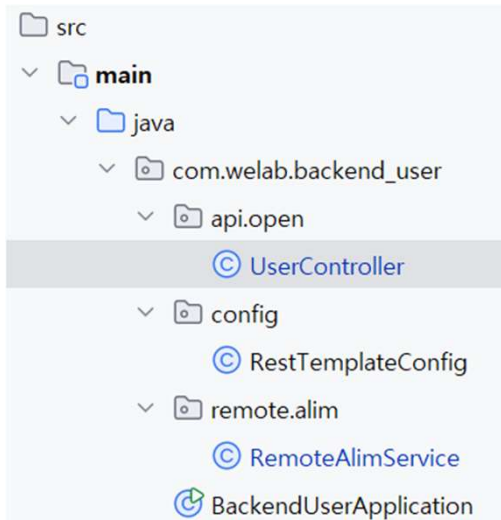 src
main
java
com.welab.backend_user
api.open
UserController
config
RestTemplateConfig
remote.alim
RemoteAlimService
BackendUserApplication